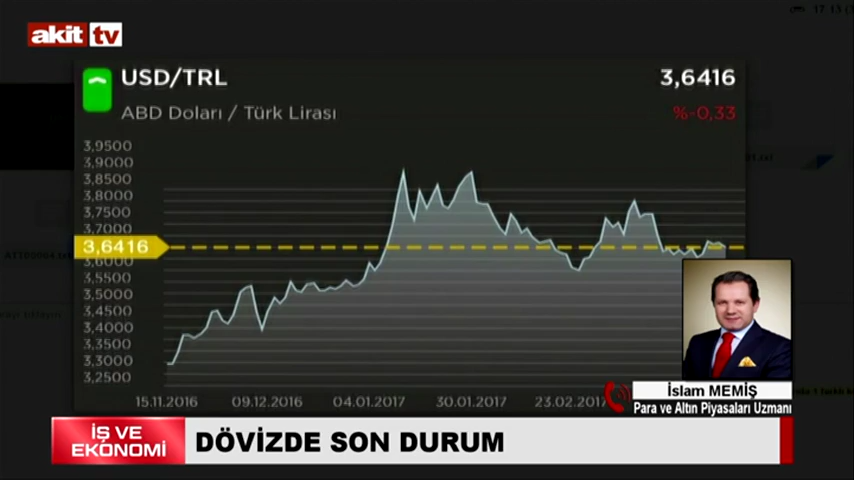 akit tv
17:13
USD/TRL
3,6416
ABD Doları / Türk Lirası
%-0,33
3,9500
3,9000
3,8500
3,8000
3,7500
3,7000
3,6416
3,6000
3,5500
3,5000
3,4500
3,4000
3,3500
3,3000
3,2500
15.11.2016
09.12.2016
04.01.2017
30.01.2017
23.02.2017
İslam MEMİŞ
Para ve Altın Piyasaları Uzmanı
İŞ VE
EKONOMİ
DÖVİZDE SON DURUM